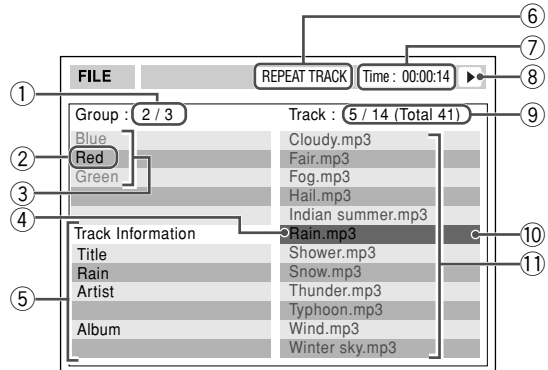 ⑥
⑦
FILE REPEAT TRACK Time : 00:00:14 ⑧
① Group : 2 / 3 Track : 5 / 14 (Total 41) ⑨
Blue Cloudy.mp3
② Red Fair.mp3
Green Fog.mp3
③ Hail.mp3
④ Indian summer.mp3
Track Information Rain.mp3 ⑩
Title Shower.mp3 ⑪
Rain Snow.mp3
⑤ Artist Thunder.mp3
Typhoon.mp3
Album Wind.mp3
Winter sky.mp3